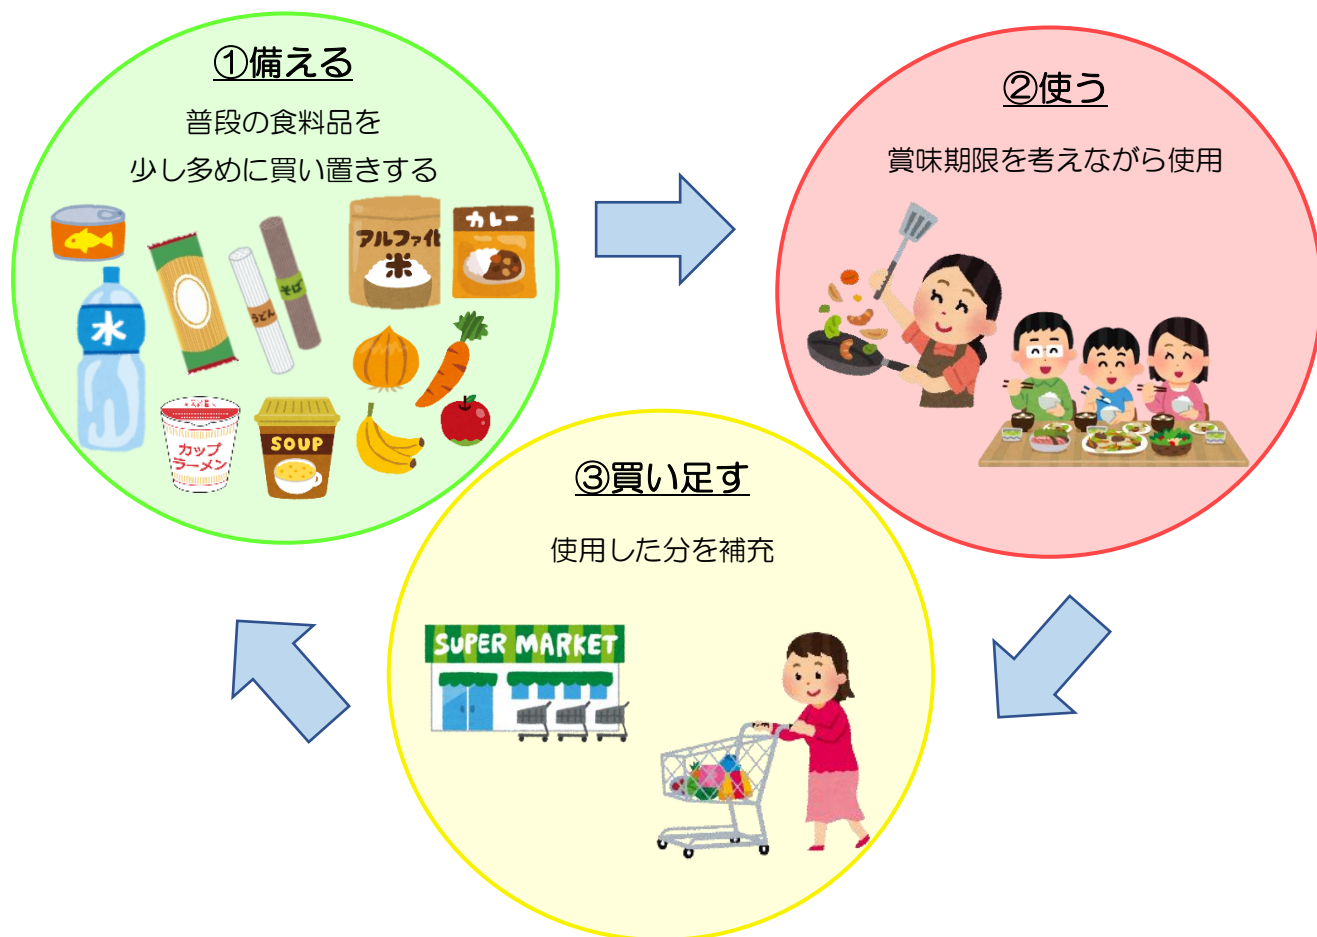 ①備える
普段の食料品を
少し多めに買い置きする
アルファ化
米
カレー
水
うどん
そば
カップ
ラーメン
SOUP
②使う
賞味期限を考えながら使用
③買い足す
使用した分を補充
SUPER MARKET